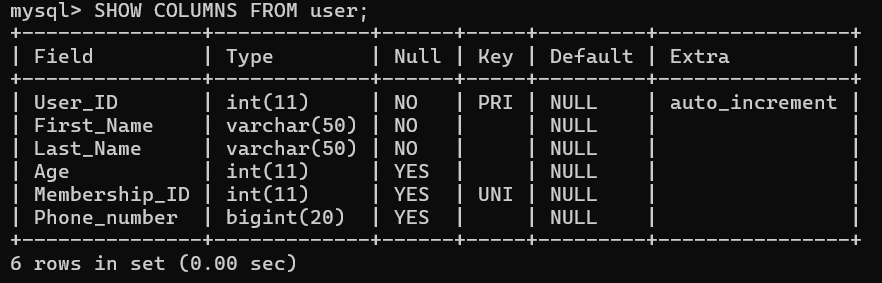 mysql> SHOW COLUMNS FROM user;
+---------------+-------------+------+-----+---------+----------------+
| Field         | Type        | Null | Key | Default | Extra          |
+---------------+-------------+------+-----+---------+----------------+
| User_ID       | int(11)     | NO   | PRI | NULL    | auto_increment |
| First_Name    | varchar(50) | NO   |     | NULL    |                |
| Last_Name     | varchar(50) | NO   |     | NULL    |                |
| Age           | int(11)     | YES  |     | NULL    |                |
| Membership_ID | int(11)     | YES  | UNI | NULL    |                |
| Phone_number  | bigint(20)  | YES  |     | NULL    |                |
+---------------+-------------+------+-----+---------+----------------+
6 rows in set (0.00 sec)